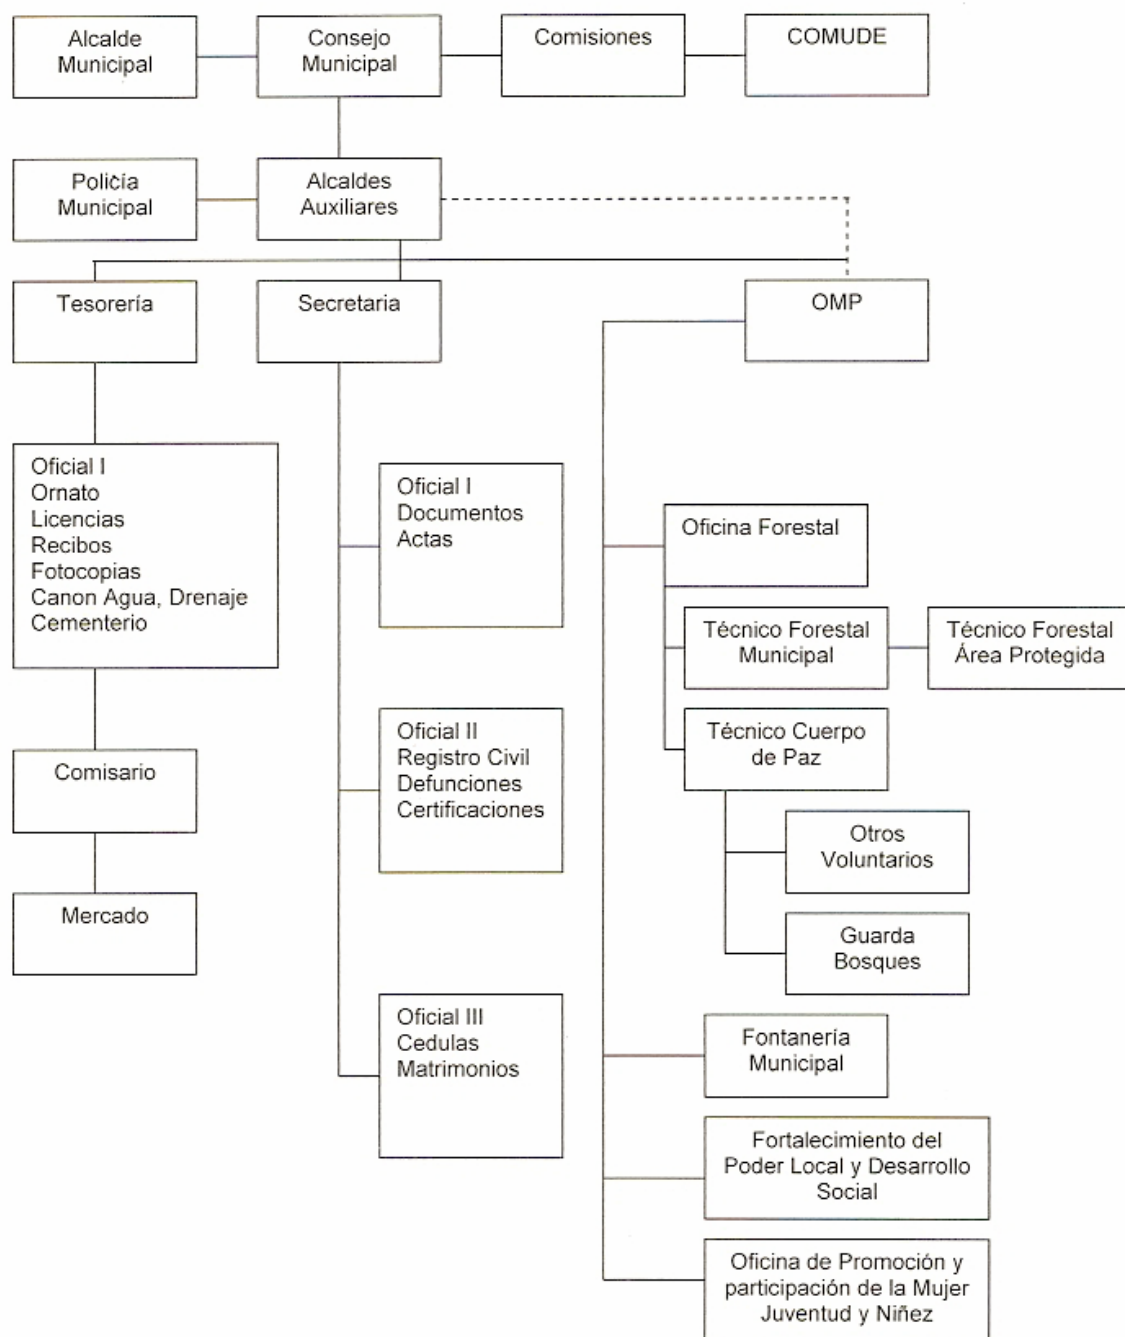 Alcalde
Municipal
Consejo
Municipal
Comisiones
COMUDE
Policía
Municipal
Alcaldes
Auxiliares
Tesorería
Secretaria
OMP
Oficial I
Ornato
Licencias
Recibos
Fotocopias
Canon Agua, Drenaje
Cementerio
Comisario
Mercado
Oficial I
Documentos
Actas
Oficial II
Registro Civil
Defunciones
Certificaciones
Oficial III
Cedulas
Matrimonios
Oficina Forestal
Técnico Forestal
Municipal
Técnico Forestal
Área Protegida
Técnico Cuerpo
de Paz
Otros
Voluntarios
Guarda
Bosques
Fontanería
Municipal
Fortalecimiento del
Poder Local y Desarrollo
Social
Oficina de Promoción y
participación de la Mujer
Juventud y Niñez